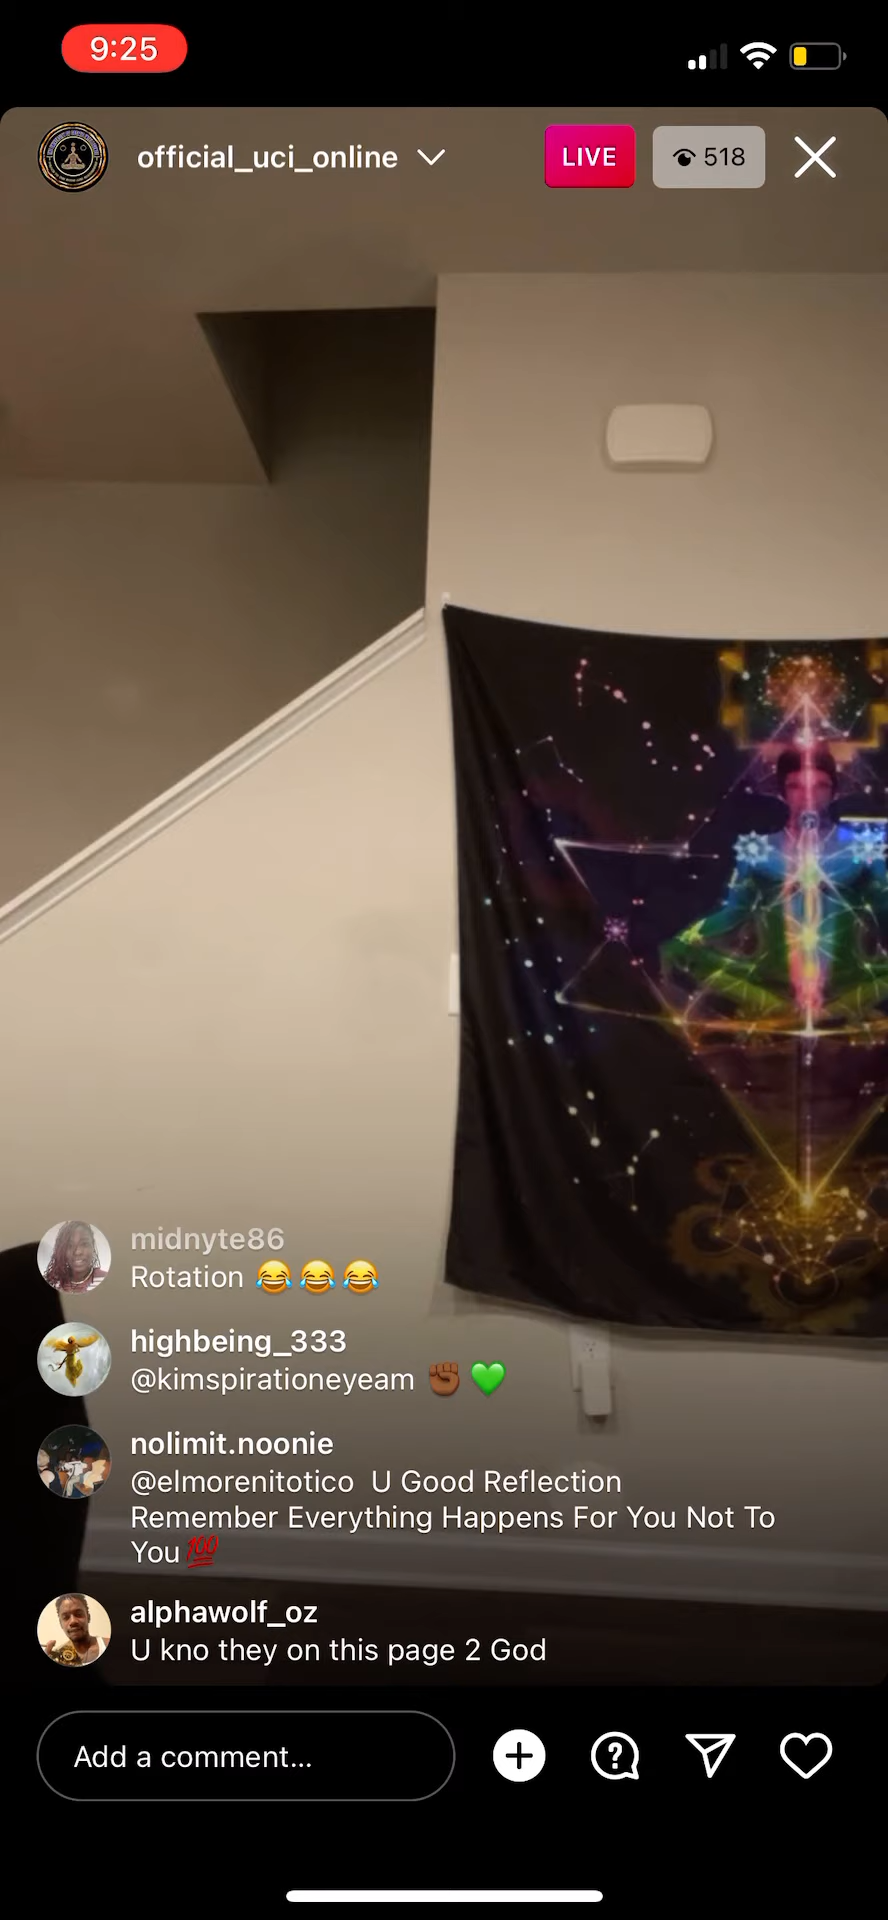 9:25
official_uci_online
LIVE
518
midnyte86
Rotation 😂😂😂
highbeing_333
@kimspirationeyeam ✊🏾💚
nolimit.noonie
@elmorenitotico U Good Reflection
Remember Everything Happens For You Not To
You💯
alphawolf_oz
U kno they on this page 2 God
Add a comment...